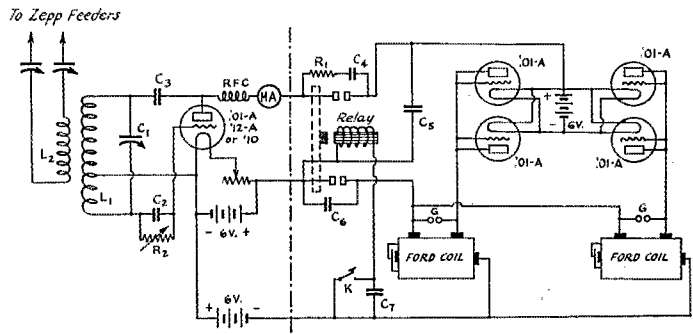 To Zepp Feeders
C3
RFC
MA
R1
C4
'01-A
'01-A
'01-A
'12-A
or '10
C1
Relay
C5
+
-
6V.
L2
'01-A
'01-A
L1
C2
R2
- 6V. +
C6
G
G
FORD COIL
FORD COIL
K
C7
+ 6V. -